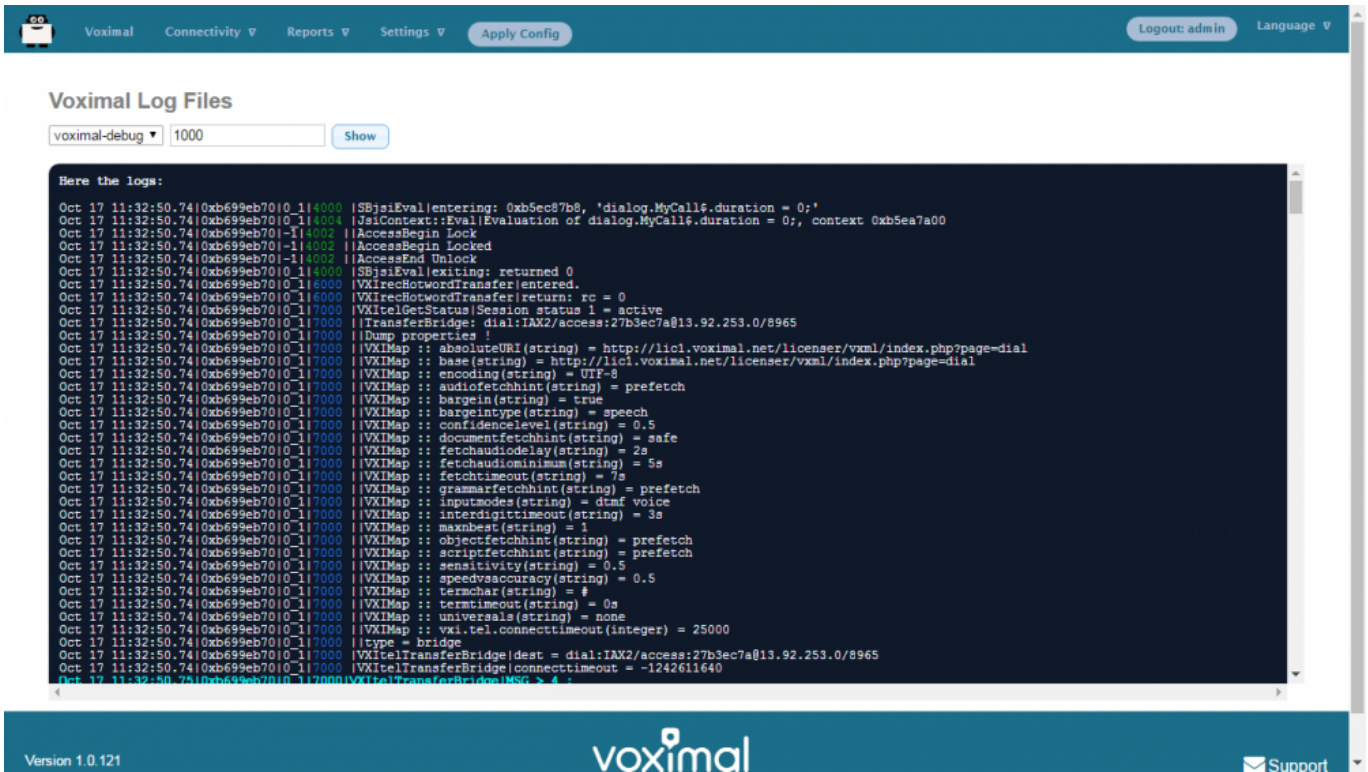 Voximal Connectivity ∇ Reports ∇ Settings ∇ Apply Config Logout: admin Language ∇
Voximal Log Files
voximal-debug ▼ 1000 Show
Here the logs:
Oct 17 11:32:50.74|0xb699eb70|0_1|4000 |SBjsiEval|entering: 0xb5ec87b8, 'dialog.MyCall$.duration = 0;'
Oct 17 11:32:50.74|0xb699eb70|0_1|4004 |JsiContext::Eval|Evaluation of dialog.MyCall$.duration = 0;, context 0xb5ea7a00
Oct 17 11:32:50.74|0xb699eb70|-1|4002 ||AccessBegin Lock
Oct 17 11:32:50.74|0xb699eb70|-1|4002 ||AccessBegin Locked
Oct 17 11:32:50.74|0xb699eb70|-1|4002 ||AccessEnd Unlock
Oct 17 11:32:50.74|0xb699eb70|0_1|4000 |SBjsiEval|exiting: returned 0
Oct 17 11:32:50.74|0xb699eb70|0_1|6000 |VXIrecHotwordTransfer|entered.
Oct 17 11:32:50.74|0xb699eb70|0_1|6000 |VXIrecHotwordTransfer|return: rc = 0
Oct 17 11:32:50.74|0xb699eb70|0_1|7000 |VXItelGetStatus|Session status 1 = active
Oct 17 11:32:50.74|0xb699eb70|0_1|7000 ||TransferBridge: dial:IAX2/access:27b3ec7a@13.92.253.0/8965
Oct 17 11:32:50.74|0xb699eb70|0_1|7000 ||Dump properties !
Oct 17 11:32:50.74|0xb699eb70|0_1|7000 ||VXIMap :: absoluteURI(string) = http://lic1.voximal.net/licenser/vxml/index.php?page=dial
Oct 17 11:32:50.74|0xb699eb70|0_1|7000 ||VXIMap :: base(string) = http://lic1.voximal.net/licenser/vxml/index.php?page=dial
Oct 17 11:32:50.74|0xb699eb70|0_1|7000 ||VXIMap :: encoding(string) = UTF-8
Oct 17 11:32:50.74|0xb699eb70|0_1|7000 ||VXIMap :: audiofetchhint(string) = prefetch
Oct 17 11:32:50.74|0xb699eb70|0_1|7000 ||VXIMap :: bargein(string) = true
Oct 17 11:32:50.74|0xb699eb70|0_1|7000 ||VXIMap :: bargeintype(string) = speech
Oct 17 11:32:50.74|0xb699eb70|0_1|7000 ||VXIMap :: confidencelevel(string) = 0.5
Oct 17 11:32:50.74|0xb699eb70|0_1|7000 ||VXIMap :: documentfetchhint(string) = safe
Oct 17 11:32:50.74|0xb699eb70|0_1|7000 ||VXIMap :: fetchaudiodelay(string) = 2s
Oct 17 11:32:50.74|0xb699eb70|0_1|7000 ||VXIMap :: fetchaudiominimum(string) = 5s
Oct 17 11:32:50.74|0xb699eb70|0_1|7000 ||VXIMap :: fetchtimeout(string) = 7s
Oct 17 11:32:50.74|0xb699eb70|0_1|7000 ||VXIMap :: grammarfetchhint(string) = prefetch
Oct 17 11:32:50.74|0xb699eb70|0_1|7000 ||VXIMap :: inputmodes(string) = dtmf voice
Oct 17 11:32:50.74|0xb699eb70|0_1|7000 ||VXIMap :: interdigittimeout(string) = 3s
Oct 17 11:32:50.74|0xb699eb70|0_1|7000 ||VXIMap :: maxnbest(string) = 1
Oct 17 11:32:50.74|0xb699eb70|0_1|7000 ||VXIMap :: objectfetchhint(string) = prefetch
Oct 17 11:32:50.74|0xb699eb70|0_1|7000 ||VXIMap :: scriptfetchhint(string) = prefetch
Oct 17 11:32:50.74|0xb699eb70|0_1|7000 ||VXIMap :: sensitivity(string) = 0.5
Oct 17 11:32:50.74|0xb699eb70|0_1|7000 ||VXIMap :: speedvsaccuracy(string) = 0.5
Oct 17 11:32:50.74|0xb699eb70|0_1|7000 ||VXIMap :: termchar(string) = #
Oct 17 11:32:50.74|0xb699eb70|0_1|7000 ||VXIMap :: termtimeout(string) = 0s
Oct 17 11:32:50.74|0xb699eb70|0_1|7000 ||VXIMap :: universals(string) = none
Oct 17 11:32:50.74|0xb699eb70|0_1|7000 ||VXIMap :: vxi.tel.connecttimeout(integer) = 25000
Oct 17 11:32:50.74|0xb699eb70|0_1|7000 ||type = bridge
Oct 17 11:32:50.74|0xb699eb70|0_1|7000 |VXItelTransferBridge|dest = dial:IAX2/access:27b3ec7a@13.92.253.0/8965
Oct 17 11:32:50.74|0xb699eb70|0_1|7000 |VXItelTransferBridge|connecttimeout = -1242611640
Oct 17 11:32:50.75|0xb699eb70|0_1|7000|VXItelTransferBridge|MSG > 4 :
Version 1.0.121
voximal
Support